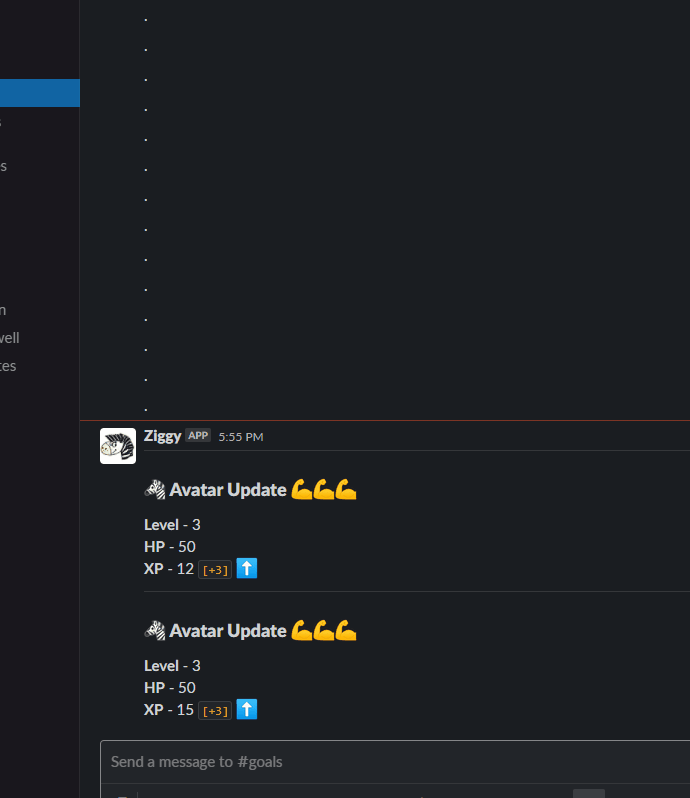 .
.
.
.
.
.
.
.
.
.
.
.
.
.
s
n
well
tes
Ziggy APP 5:55 PM
🦓 Avatar Update 💪💪💪
Level - 3
HP - 50
XP - 12 [+3] ⬆️
🦓 Avatar Update 💪💪💪
Level - 3
HP - 50
XP - 15 [+3] ⬆️
Send a message to #goals